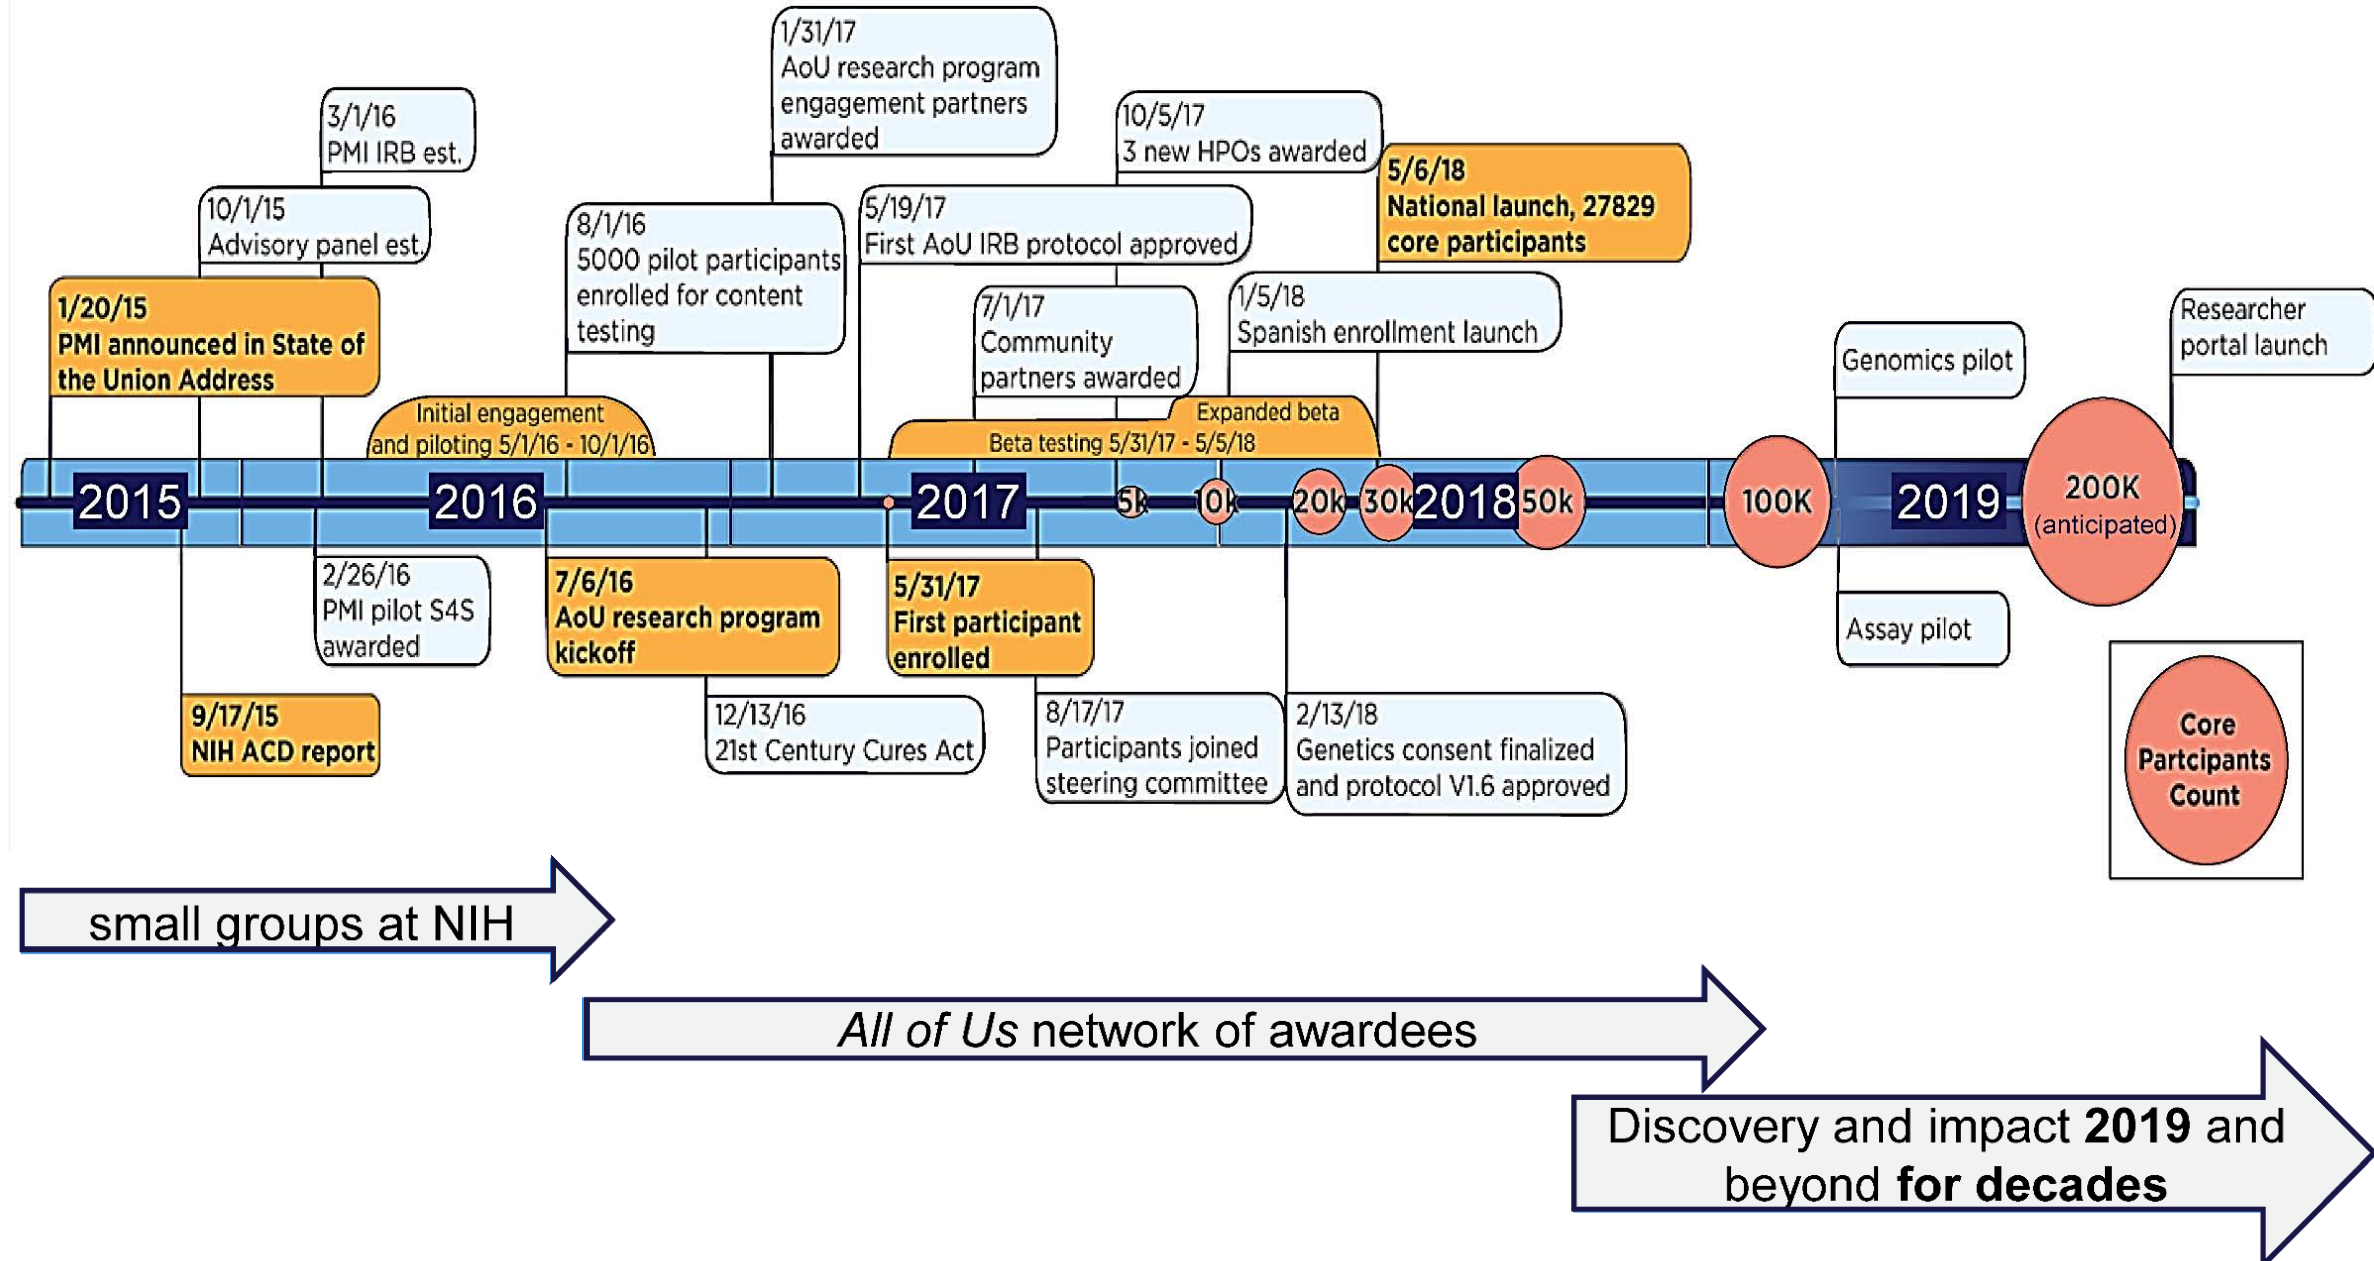 1/31/17
AoU research program
engagement partners
awarded
3/1/16
PMI IRB est.
10/5/17
3 new HPOs awarded
5/6/18
National launch, 27829
core participants
10/1/15
Advisory panel est.
8/1/16
5000 pilot participants
enrolled for content
testing
5/19/17
First AoU IRB protocol approved
1/20/15
PMI announced in State of
the Union Address
7/1/17
Community
partners awarded
1/5/18
Spanish enrollment launch
Researcher
portal launch
Genomics pilot
Initial engagement
and piloting 5/1/16 - 10/1/16
Expanded beta
Beta testing 5/31/17 - 5/5/18
2015
2016
2017
5k
10k
20k
30k
2018
50k
100K
2019
200K
(anticipated)
2/26/16
PMI pilot S4S
awarded
7/6/16
AoU research program
kickoff
5/31/17
First participant
enrolled
Assay pilot
9/17/15
NIH ACD report
12/13/16
21st Century Cures Act
8/17/17
Participants joined
steering committee
2/13/18
Genetics consent finalized
and protocol V1.6 approved
Core
Partcipants
Count
small groups at NIH
All of Us network of awardees
Discovery and impact 2019 and
beyond for decades